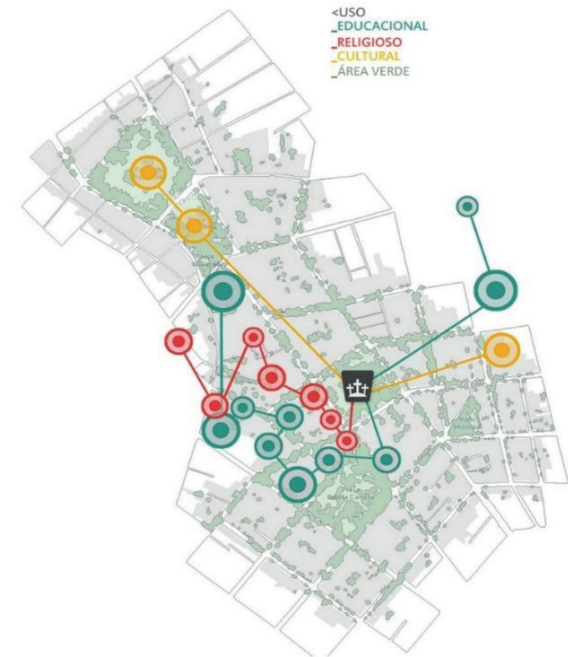 <USO
_EDUCACIONAL
_RELIGIOSO
_CULTURAL
_ÁREA VERDE